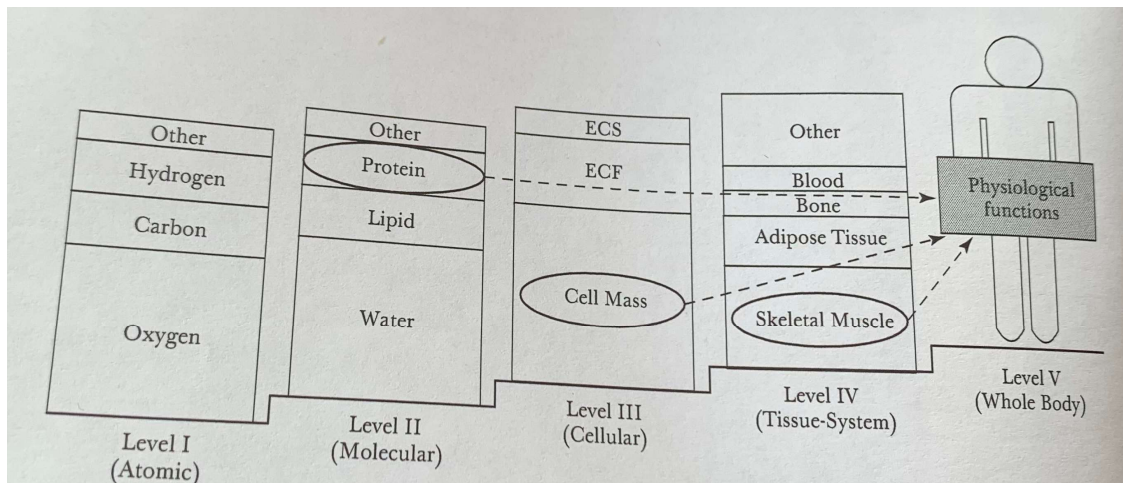 Other
Hydrogen
Carbon
Oxygen
Level I
(Atomic)
Other
Protein
Lipid
Water
Level II
(Molecular)
ECS
ECF
Cell Mass
Level III
(Cellular)
Other
Blood
Bone
Adipose Tissue
Skeletal Muscle
Level IV
(Tissue-System)
Physiological
functions
Level V
(Whole Body)